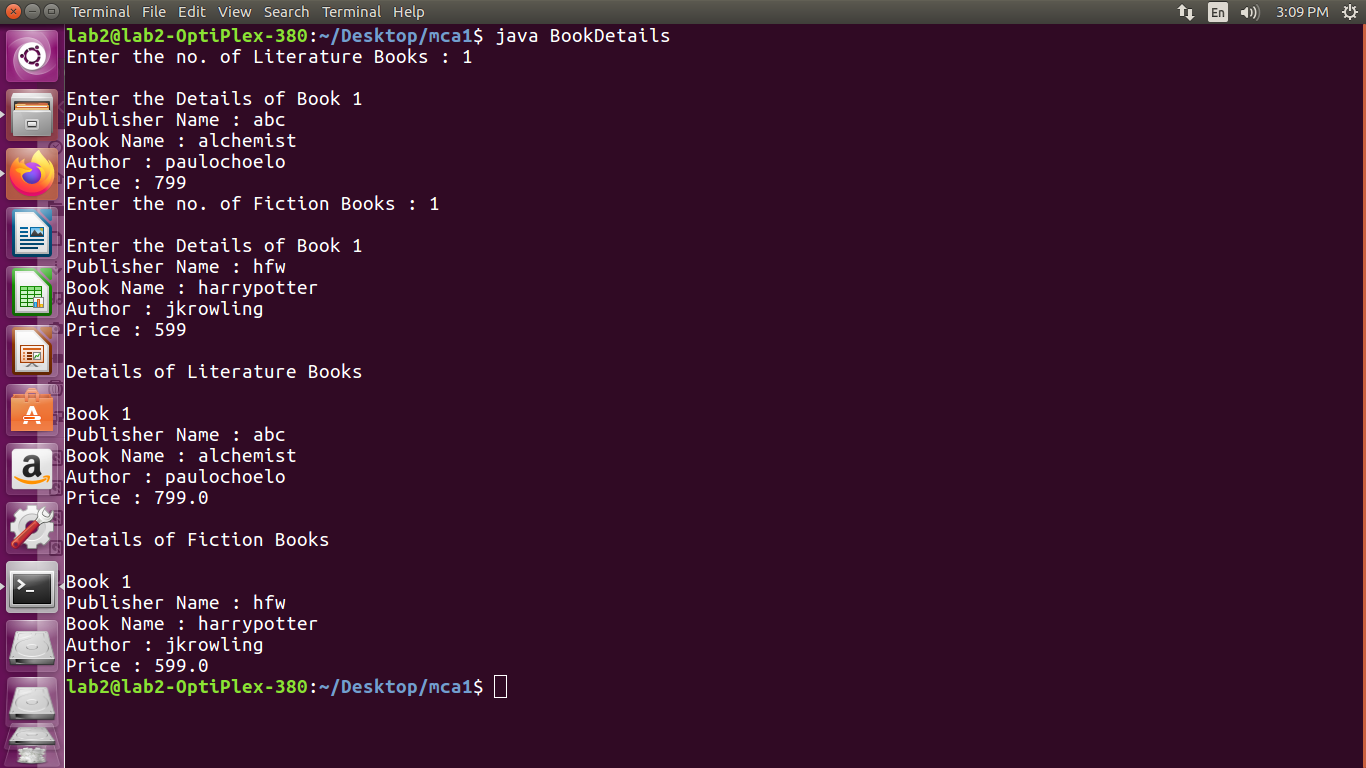 Terminal File Edit View Search Terminal Help En 3:09 PM
lab2@lab2-OptiPlex-380:~/Desktop/mca1$ java BookDetails
Enter the no. of Literature Books : 1
Enter the Details of Book 1
Publisher Name : abc
Book Name : alchemist
Author : paulochoelo
Price : 799
Enter the no. of Fiction Books : 1
Enter the Details of Book 1
Publisher Name : hfw
Book Name : harrypotter
Author : jkrowling
Price : 599
Details of Literature Books
Book 1
Publisher Name : abc
Book Name : alchemist
Author : paulochoelo
Price : 799.0
Details of Fiction Books
Book 1
Publisher Name : hfw
Book Name : harrypotter
Author : jkrowling
Price : 599.0
lab2@lab2-OptiPlex-380:~/Desktop/mca1$